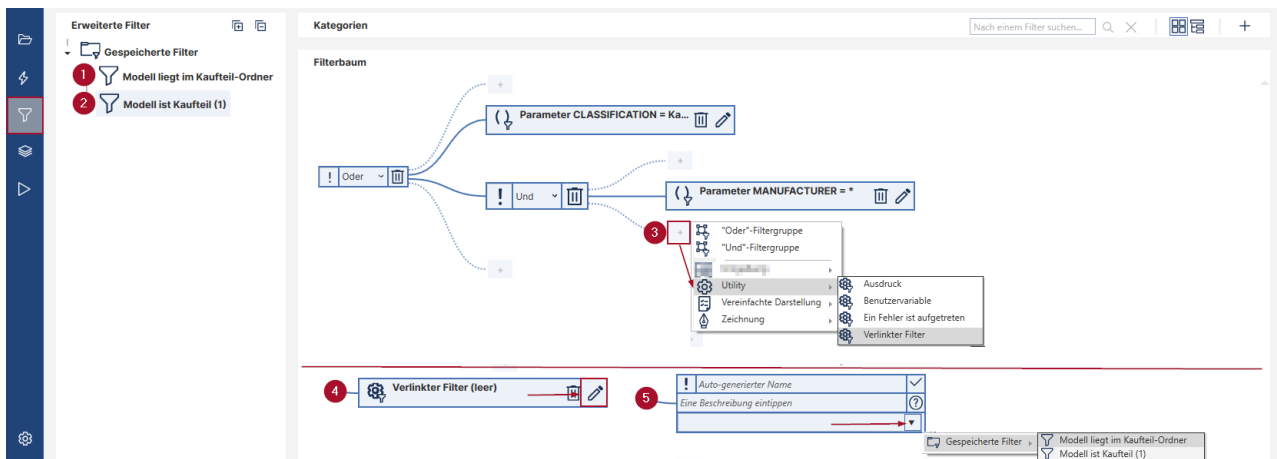 Erweiterte Filter
Kategorien
Nach einem Filter suchen...
Gespeicherte Filter
1 Modell liegt im Kaufteil-Ordner
2 Modell ist Kaufteil (1)
Filterbaum
Parameter CLASSIFICATION = Ka...
! Oder
! Und
Parameter MANUFACTURER = *
3
"Oder"-Filtergruppe
"Und"-Filtergruppe
Utility
Vereinfachte Darstellung
Zeichnung
Ausdruck
Benutzervariable
Ein Fehler ist aufgetreten
Verlinkter Filter
4 Verlinkter Filter (leer)
5
! Auto-generierter Name
Eine Beschreibung eintippen
Gespeicherte Filter
Modell liegt im Kaufteil-Ordner
Modell ist Kaufteil (1)